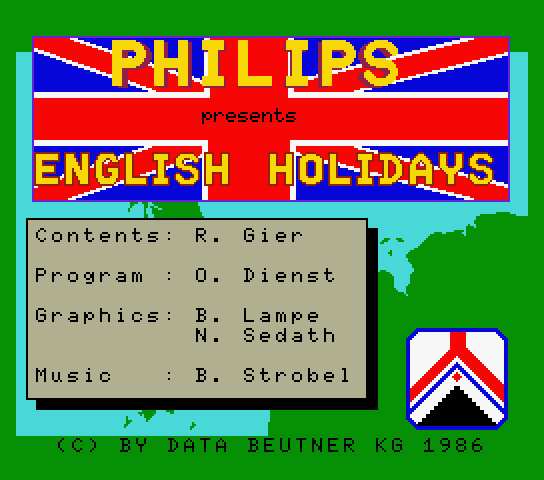 PHILIPS
presents
ENGLISH HOLIDAYS
Contents: R. Gier
Program : O. Dienst
Graphics: B. Lampe
N. Sedath
Music : B. Strobel
(C) BY DATA BEUTNER KG 1986